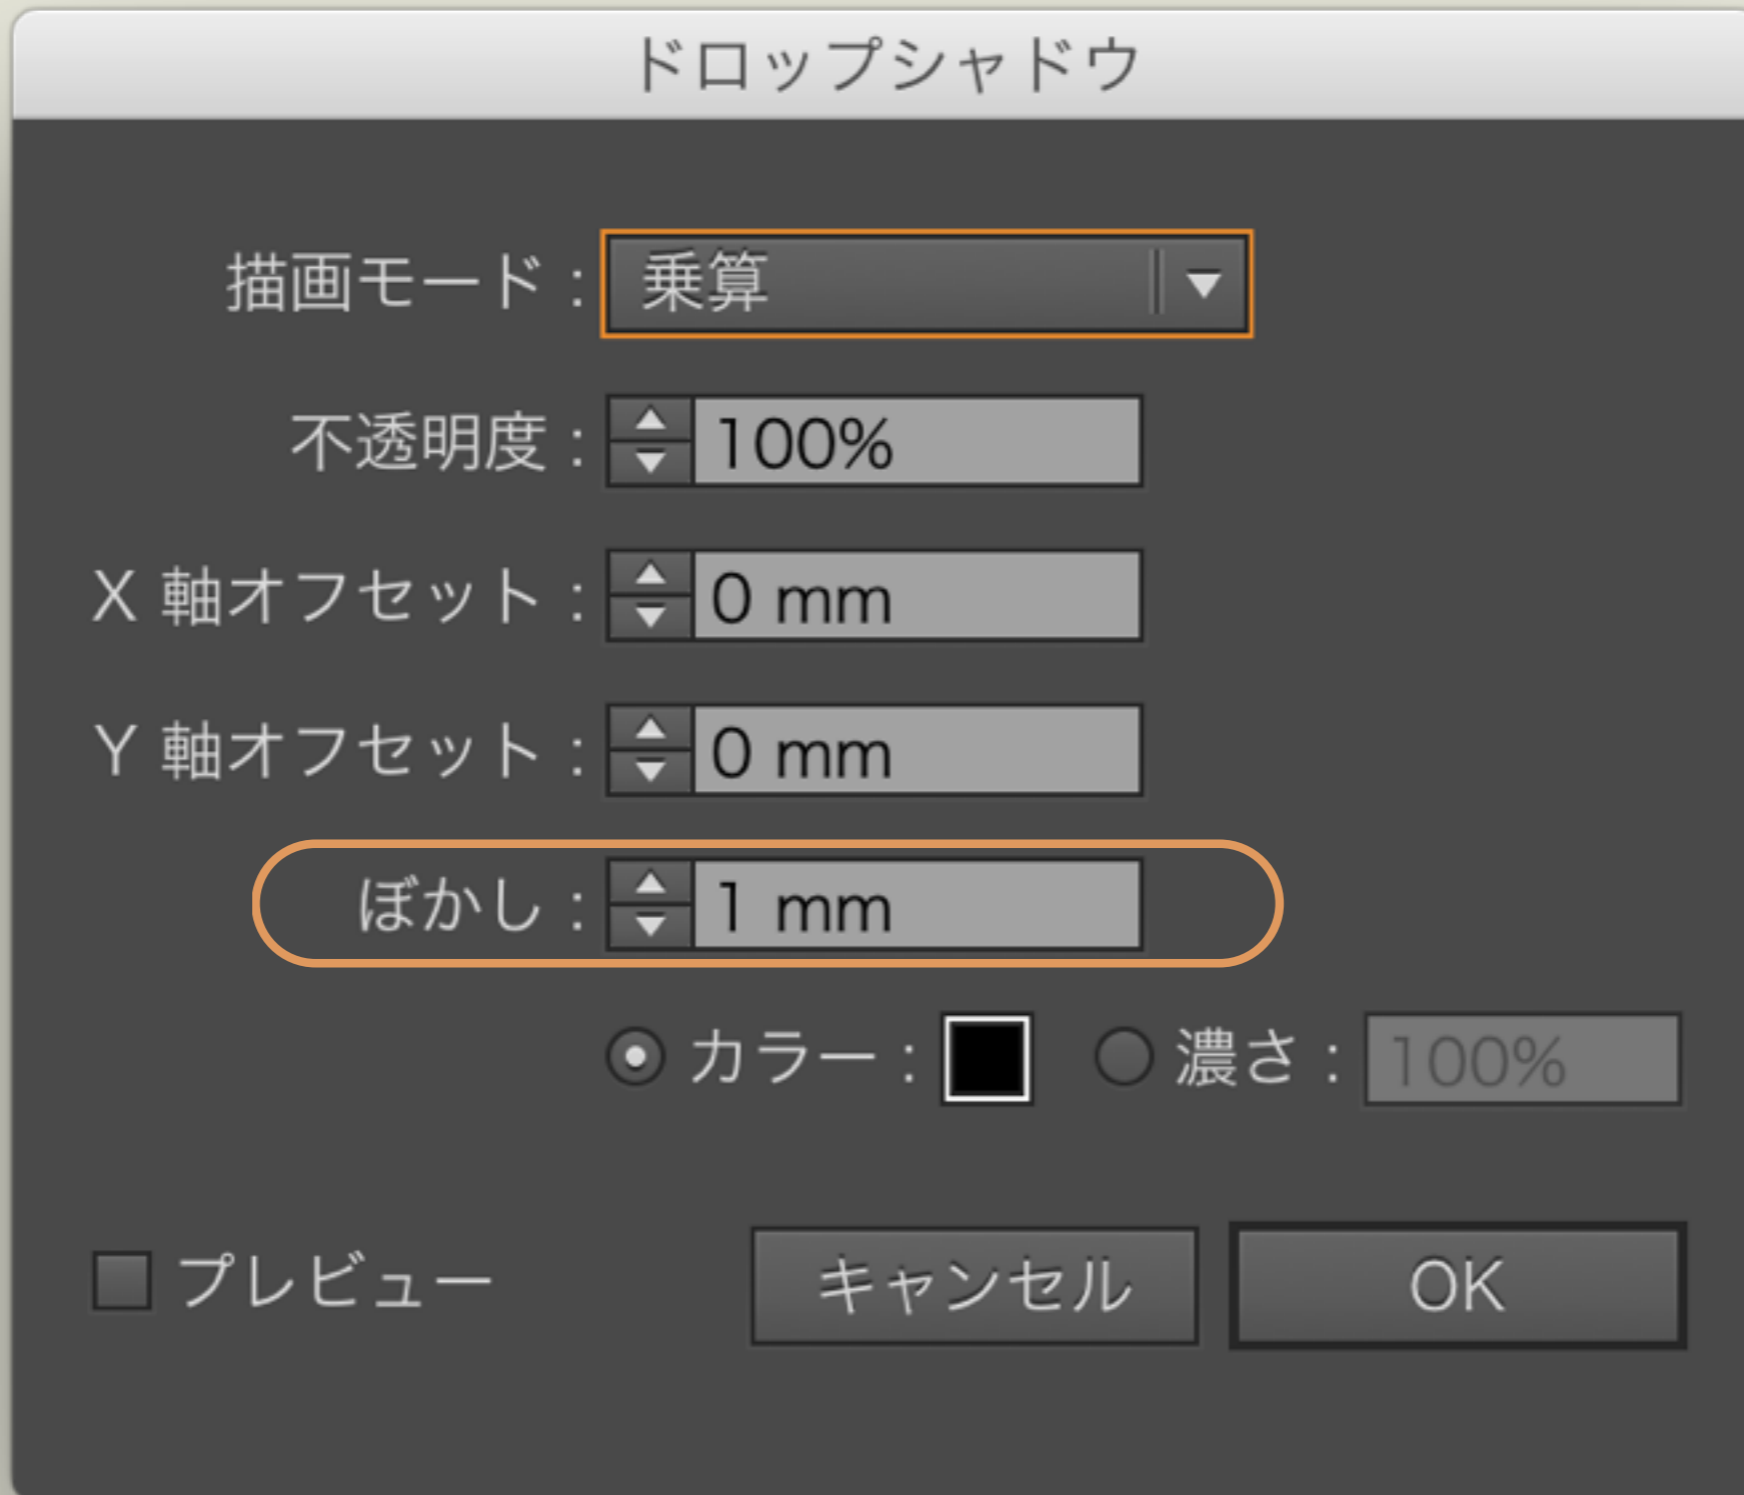 ドロップシャドウ
描画モード : 乗算
不透明度 : 100%
X 軸オフセット : 0 mm
Y 軸オフセット : 0 mm
ぼかし : 1 mm
カラー : 濃さ : 100%
プレビュー キャンセル OK